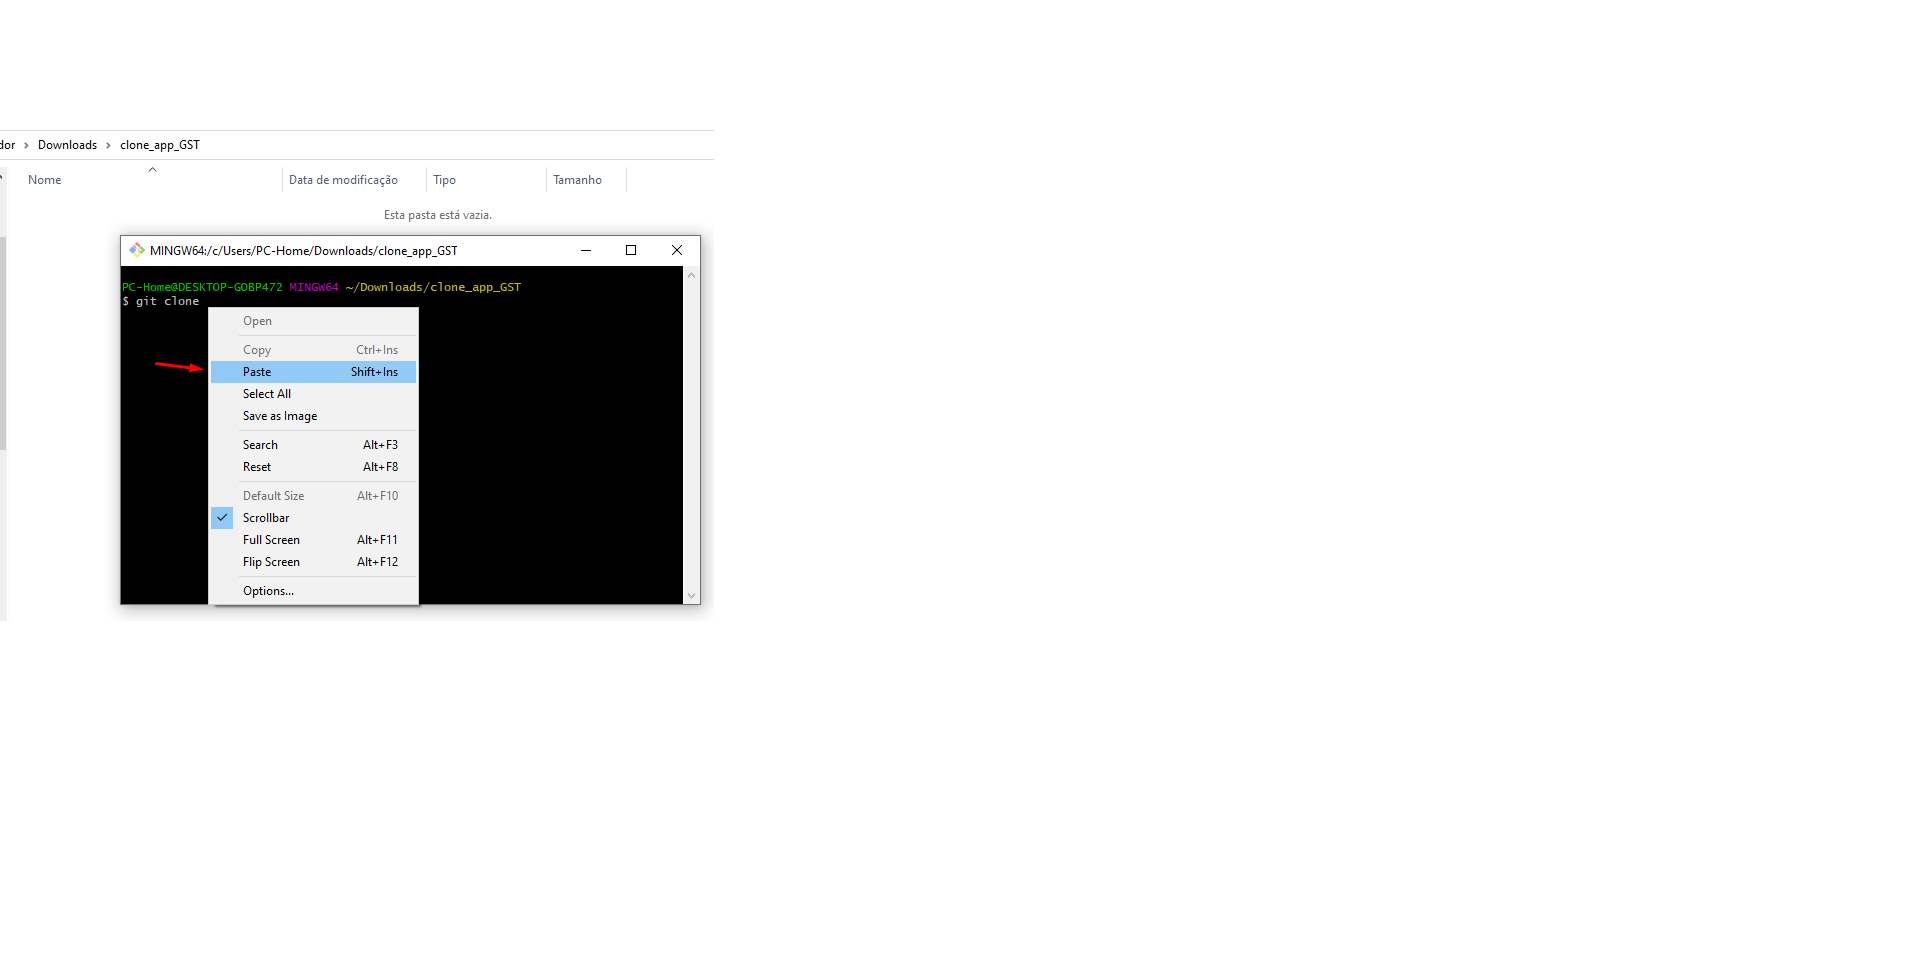 dor > Downloads > clone_app_GST
Nome Data de modificação Tipo Tamanho
Esta pasta está vazia.
MINGW64:/c/Users/PC-Home/Downloads/clone_app_GST
PC-Home@DESKTOP-GOBP472 MINGW64 ~/Downloads/clone_app_GST
$ git clone
Open
Copy Ctrl+Ins
Paste Shift+Ins
Select All
Save as Image
Search Alt+F3
Reset Alt+F8
Default Size Alt+F10
Scrollbar
Full Screen Alt+F11
Flip Screen Alt+F12
Options...